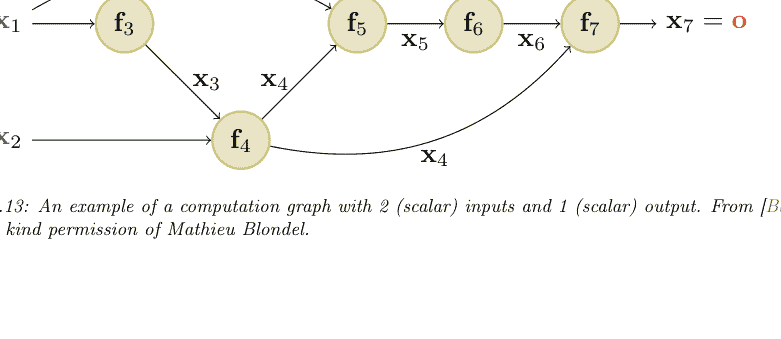 x1 f3 f5 f6 f7 x7 = o
x5 x6
x3 x4
x2 f4
x4
.13: An example of a computation graph with 2 (scalar) inputs and 1 (scalar) output. From [B
kind permission of Mathieu Blondel.